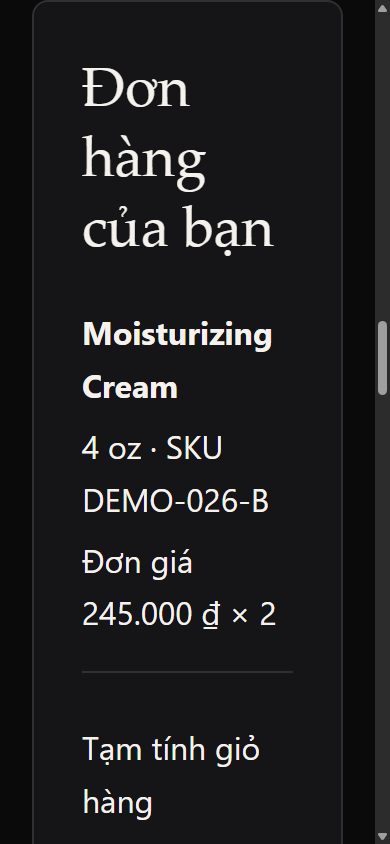 Đơn
hàng
của bạn
Moisturizing
Cream
4 oz · SKU
DEMO-026-B
Đơn giá
245.000 ₫ × 2
Tạm tính giỏ
hàng